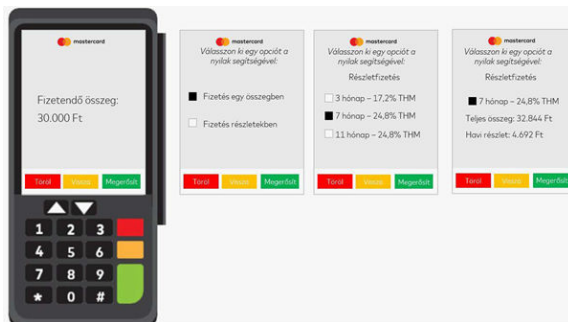 mastercard
Fizetendő összeg:
30.000 Ft
Töröl
Vissza
Megerősít
1 2 3
4 5 6
7 8 9
* 0 #
mastercard
Válasszon ki egy opciót a
nyilak segítségével:
Fizetés egy összegben
Fizetés részletekben
Töröl
Vissza
Megerősít
mastercard
Válasszon ki egy opciót a
nyilak segítségével:
Részletfizetés
3 hónap – 17,2% THM
7 hónap – 24,8% THM
11 hónap – 24,8% THM
Töröl
Vissza
Megerősít
mastercard
Válasszon ki egy opciót a
nyilak segítségével:
Részletfizetés
7 hónap – 24,8% THM
Teljes összeg: 32.844 Ft
Havi részlet: 4.692 Ft
Töröl
Vissza
Megerősít